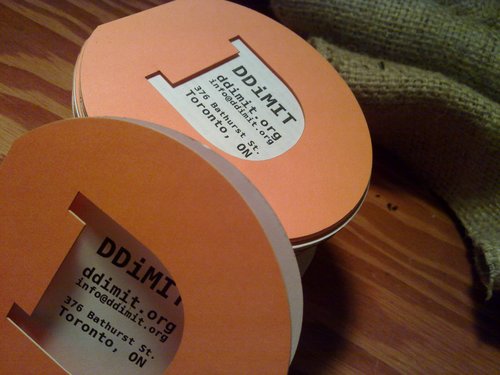 DDiMIT
ddimit.org
info@ddimit.org
376 Bathurst St.
Toronto, ON
DDiMIT
ddimit.org
info@ddimit.org
376 Bathurst St.
Toronto, ON